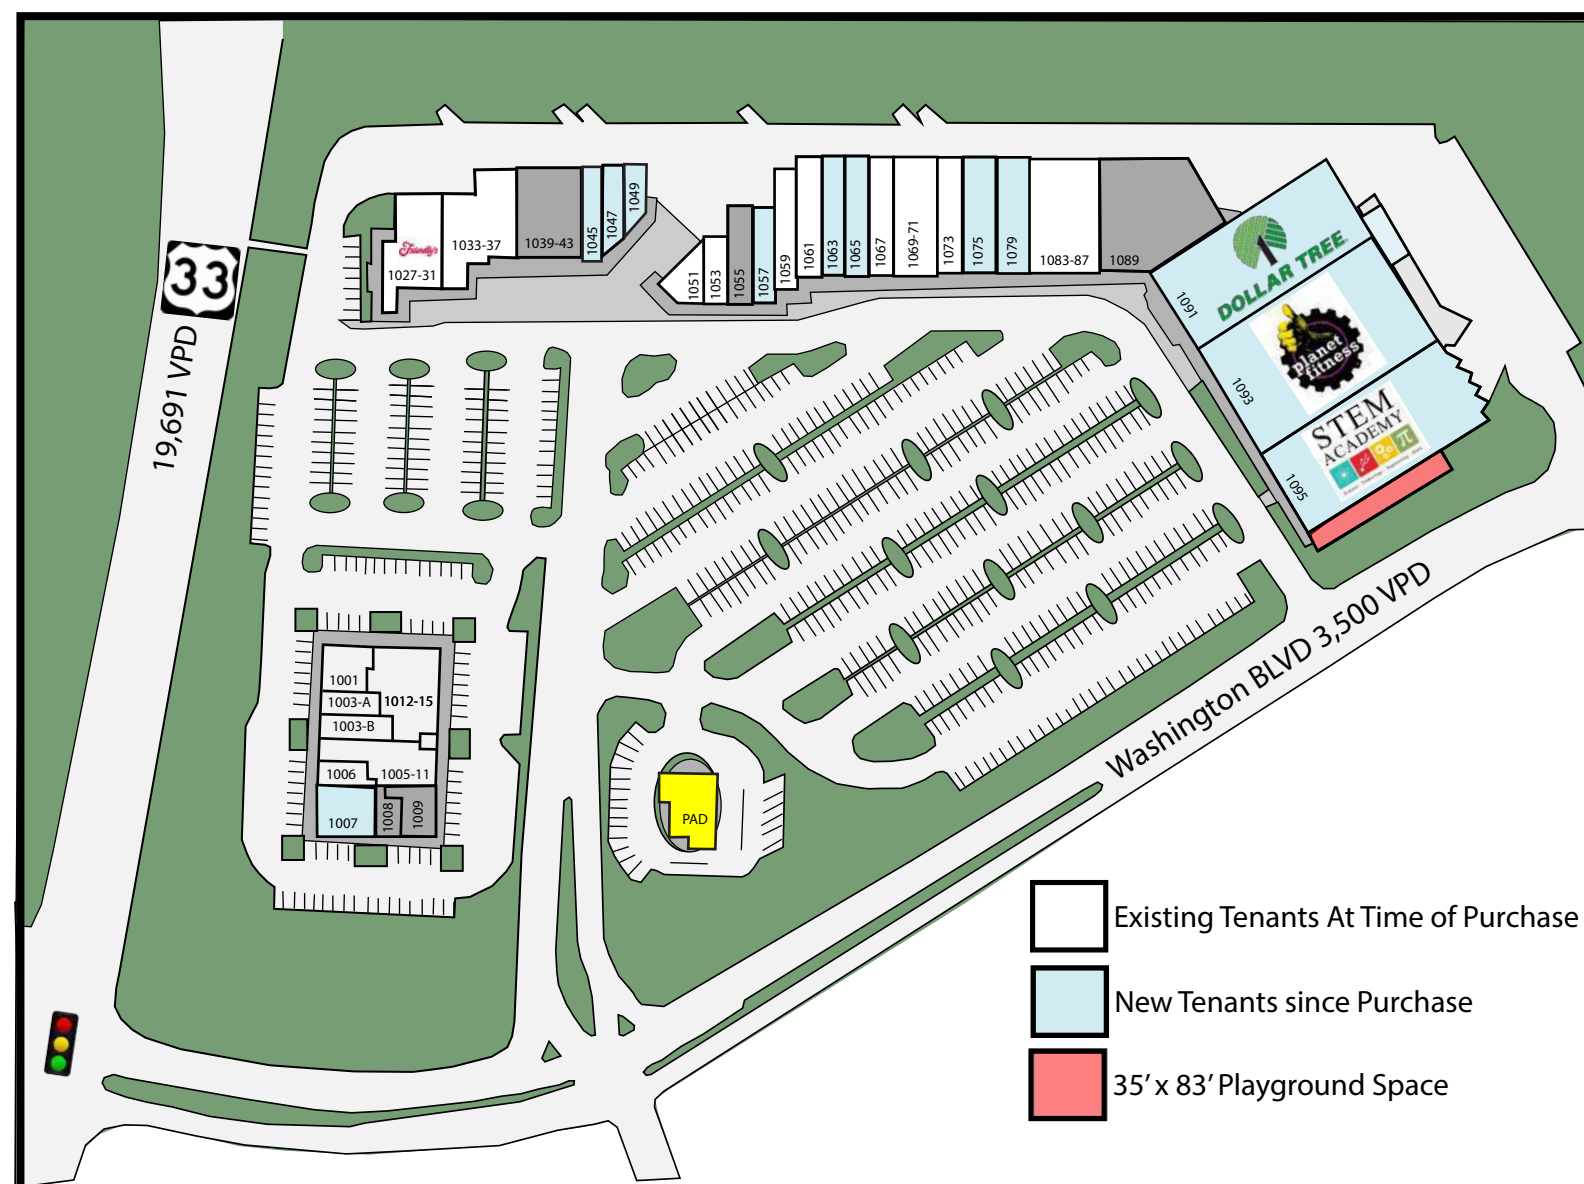 33
19,691 VPD
Friendly's
1027-31
1033-37
1039-43
1045
1047
1049
1051
1053
1055
1057
1059
1061
1063
1065
1067
1069-71
1073
1075
1079
1083-87
1089
1091
DOLLAR TREE
1093
planet
fitness
1095
STEM
ACADEMY
π
1001
1003-A
1012-15
1003-B
1006
1005-11
1007
1008
1009
PAD
Washington BLVD 3,500 VPD
Existing Tenants At Time of Purchase
New Tenants since Purchase
35' x 83' Playground Space